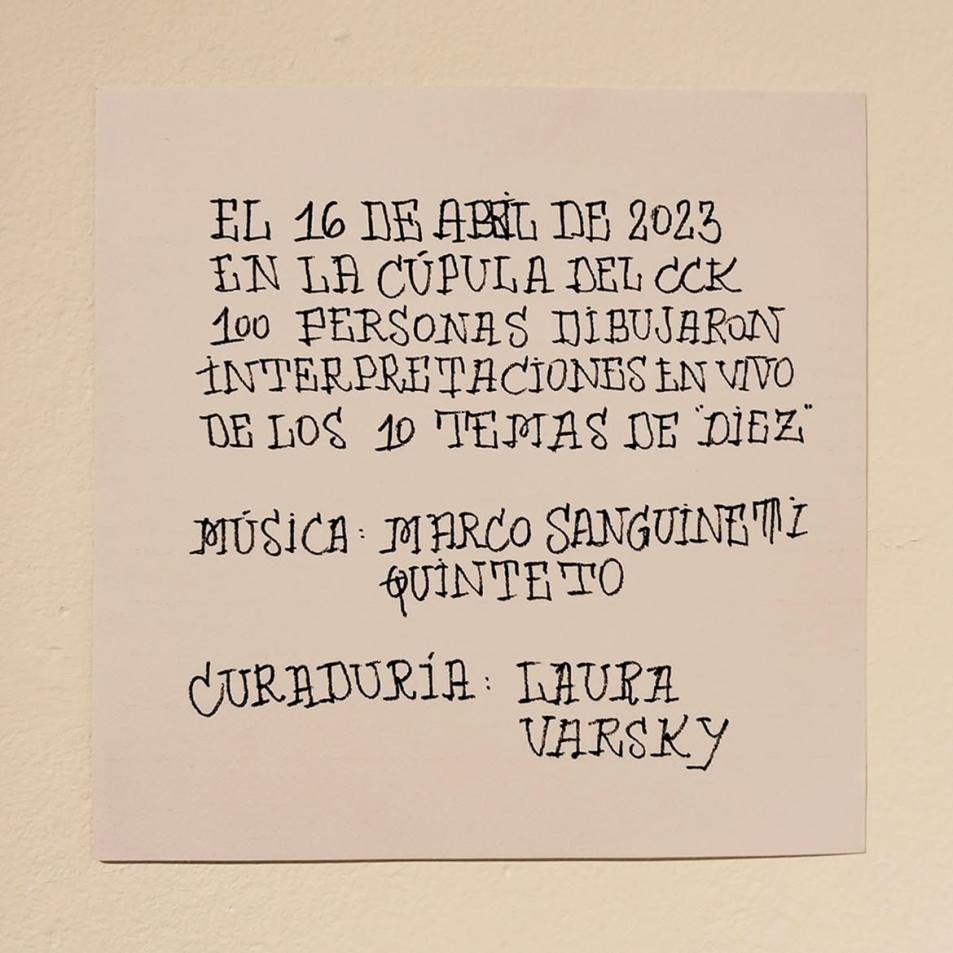 EL 16 DE ABRIL DE 2023
EN LA CÚPULA DEL CCK
100 PERSONAS DIBUJARON
INTERPRETACIONES EN VIVO
DE LOS 10 TEMAS DE "DIEZ"
MÚSICA: MARCO SANGUINETTI
QUINTETO
CURADURÍA: LAURA
VARSKY